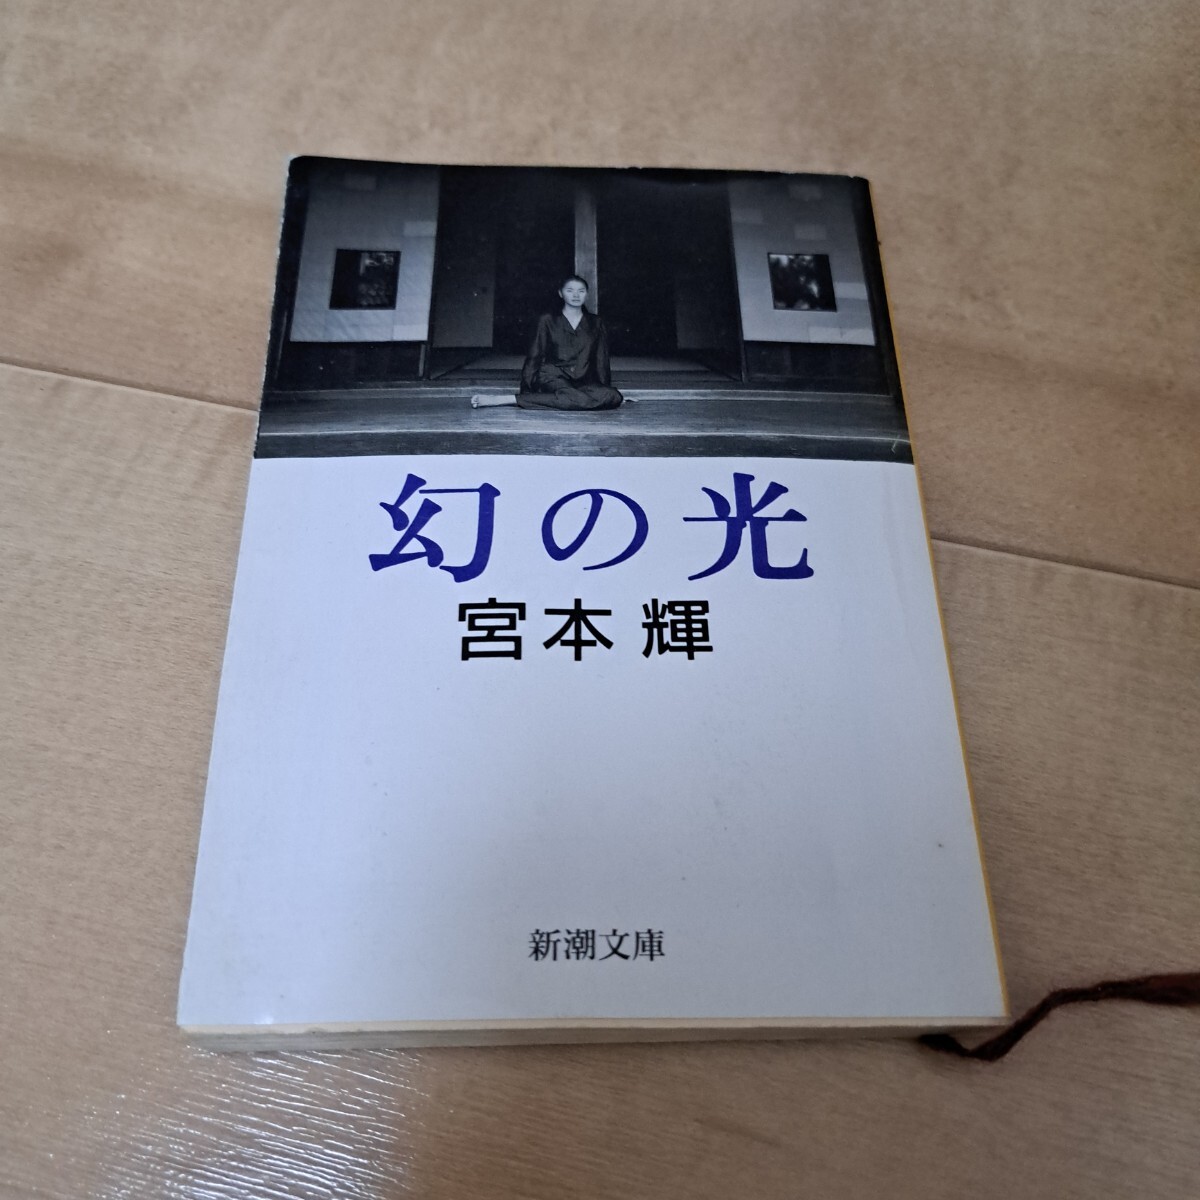 幻の光
宮本 輝
新潮文庫